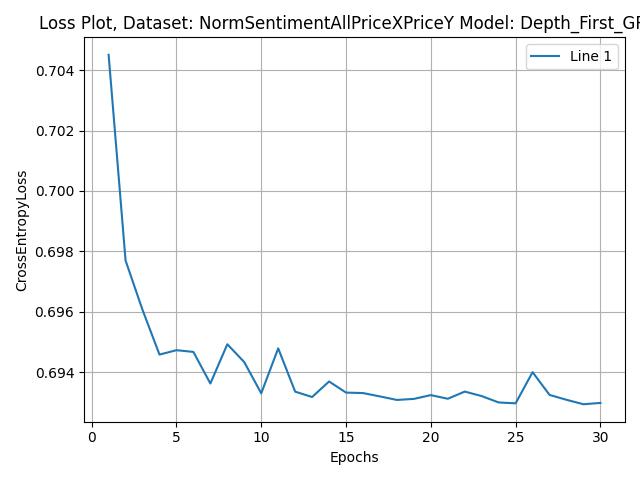 Loss Plot, Dataset: NormSentimentAllPriceXPriceY Model: Depth_First_GR
Line 1
0.704
0.702
0.700
0.698
0.696
0.694
CrossEntropyLoss
0 5 10 15 20 25 30
Epochs